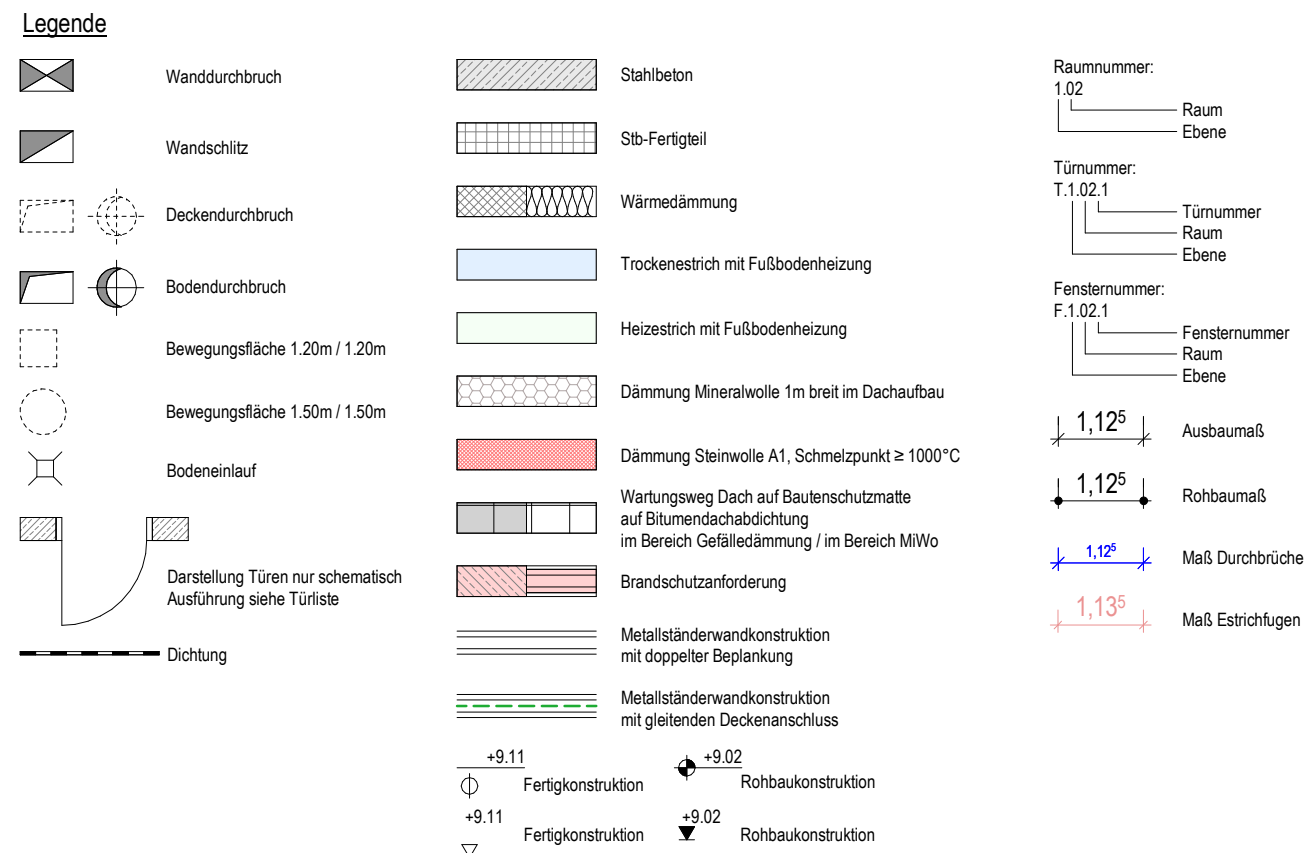 Legende
Wanddurchbruch
Wandschlitz
Deckendurchbruch
Bodendurchbruch
Bewegungsfläche 1.20m / 1.20m
Bewegungsfläche 1.50m / 1.50m
Bodeneinlauf
Darstellung Türen nur schematisch
Ausführung siehe Türliste
Dichtung
Stahlbeton
Stb-Fertigteil
Wärmedämmung
Trockenestrich mit Fußbodenheizung
Heizestrich mit Fußbodenheizung
Dämmung Mineralwolle 1m breit im Dachaufbau
Dämmung Steinwolle A1, Schmelzpunkt ≥ 1000°C
Wartungsweg Dach auf Bautenschutzmatte
auf Bitumendachabdichtung
im Bereich Gefälledämmung / im Bereich MiWo
Brandschutzanforderung
Metallständerwandkonstruktion
mit doppelter Beplankung
Metallständerwandkonstruktion
mit gleitenden Deckenanschluss
+9.11
Fertigkonstruktion
+9.02
Rohbaukonstruktion
+9.11
Fertigkonstruktion
+9.02
Rohbaukonstruktion
Raumnummer:
1.02
Raum
Ebene
Türnummer:
T.1.02.1
Türnummer
Raum
Ebene
Fensternummer:
F.1.02.1
Fensternummer
Raum
Ebene
1,12⁵ Ausbaumaß
1,12⁵ Rohbaumaß
1,12⁵ Maß Durchbrüche
1,13⁵ Maß Estrichfugen